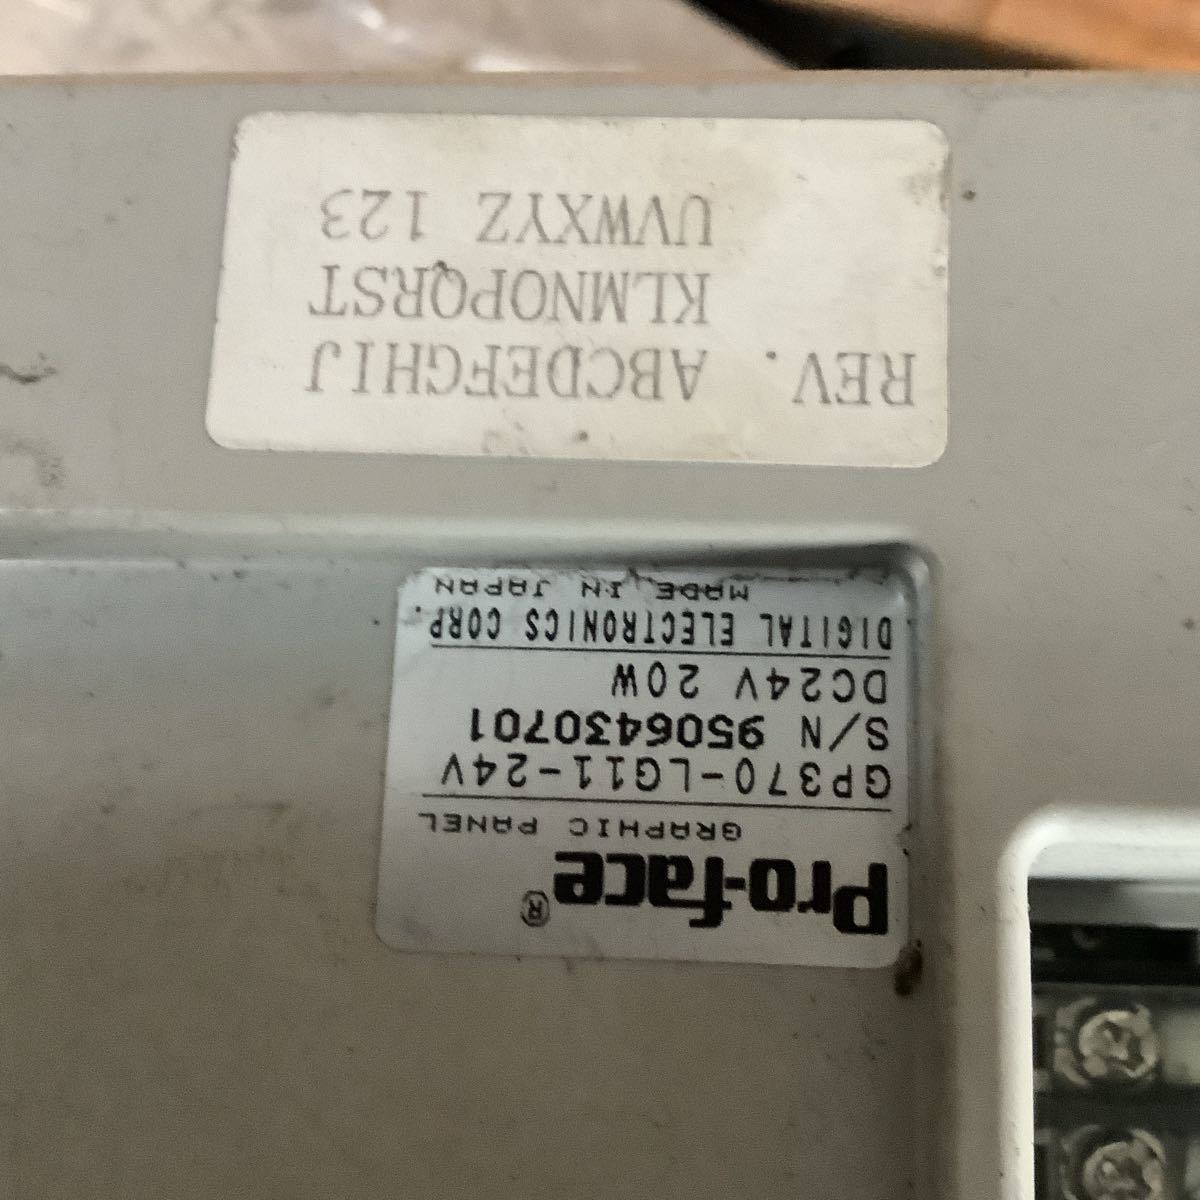 REV. ABCDEFGHIJ
KLMNOPQRST
UVWXYZ 123
Pro-face®
GRAPHIC PANEL
GP370-LG11-24V
S/N 9506430701
DC24V 20W
DIGITAL ELECTRONICS CORP.
MADE IN JAPAN